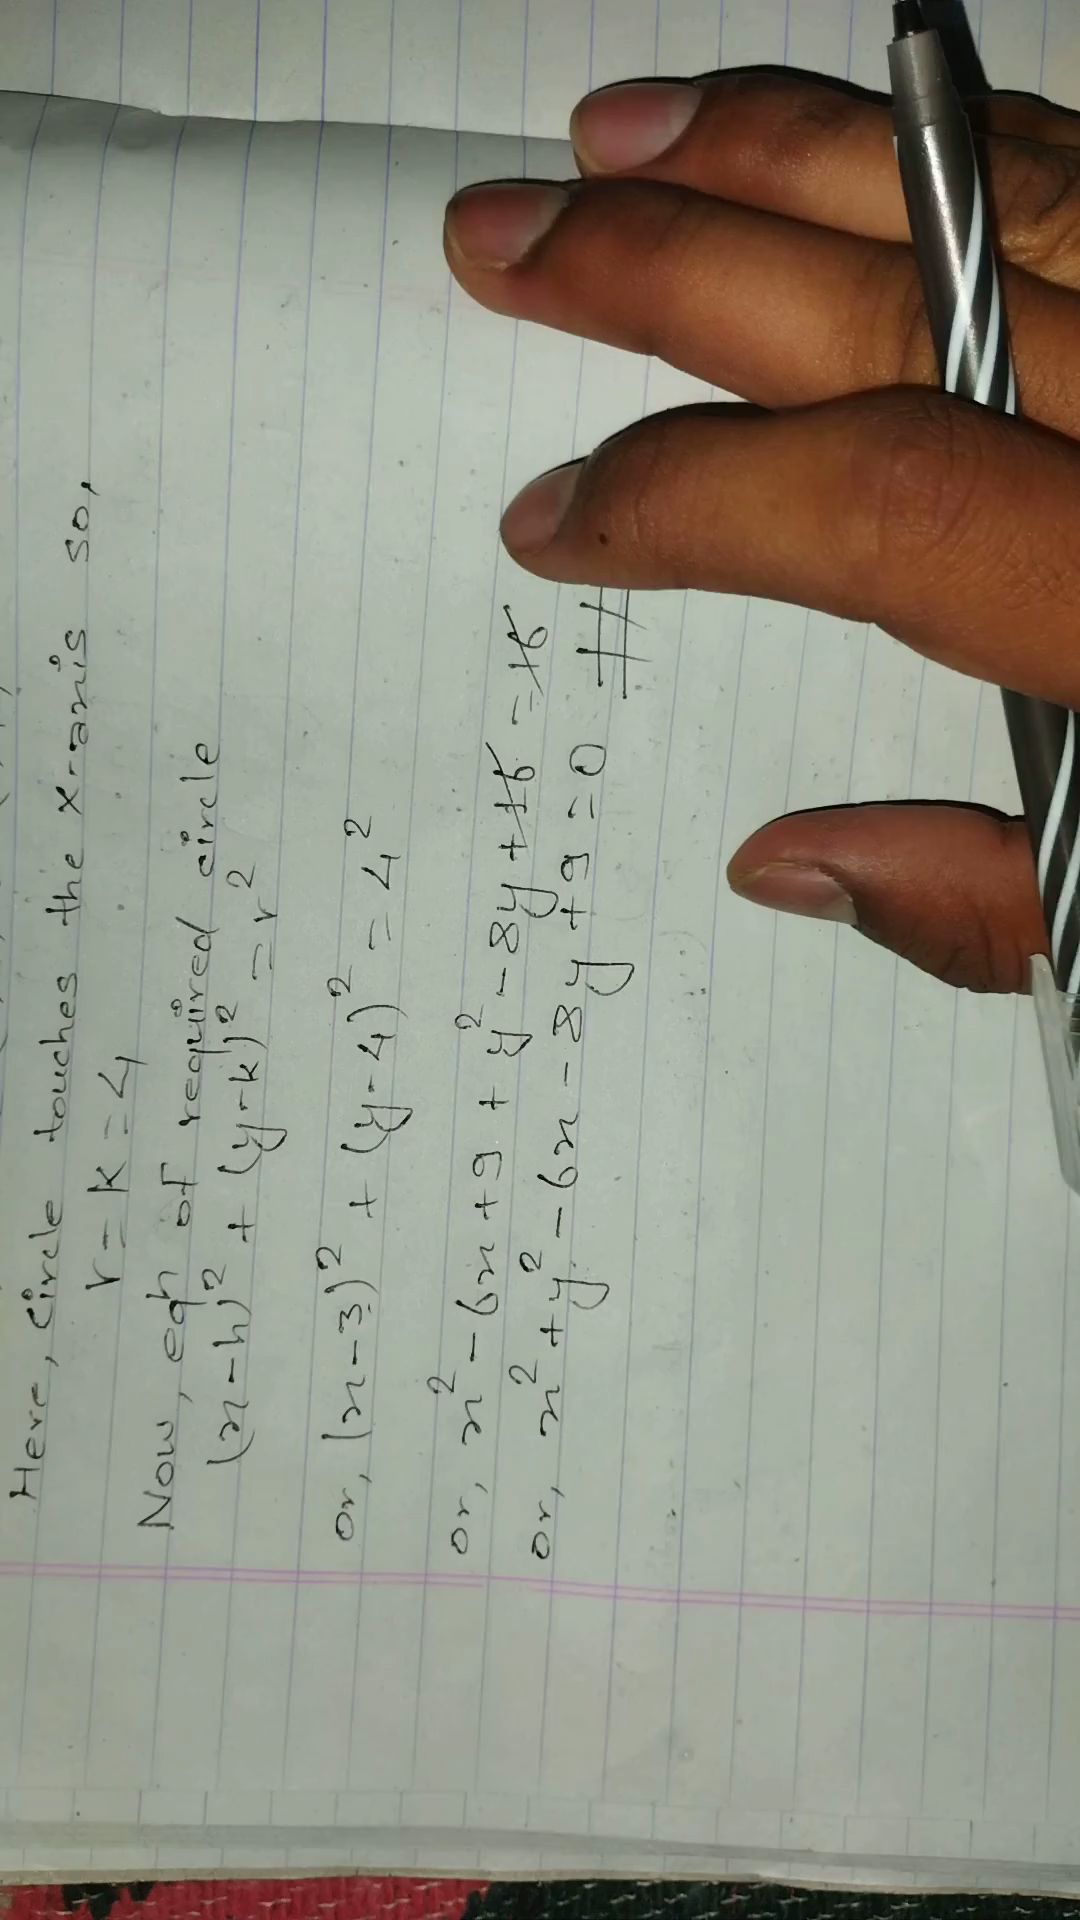 Here, circle touches the x-axis so,
r = k = 4
Now, eqn of required circle
(x-h)² + (y-k)² = r²
or, (x-3)² + (y-4)² = 4²
or, x² - 6x + 9 + y² - 8y + 16 = 16
or, x² + y² - 6x - 8y + 9 = 0